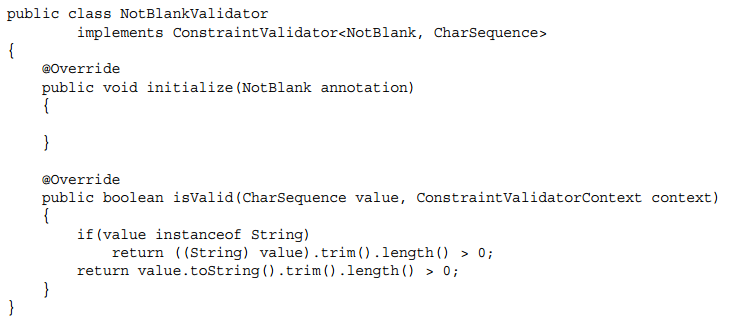 public class NotBlankValidator
        implements ConstraintValidator<NotBlank, CharSequence>
{
    @Override
    public void initialize(NotBlank annotation)
    {

    }

    @Override
    public boolean isValid(CharSequence value, ConstraintValidatorContext context)
    {
        if(value instanceof String)
            return ((String) value).trim().length() > 0;
        return value.toString().trim().length() > 0;
    }
}